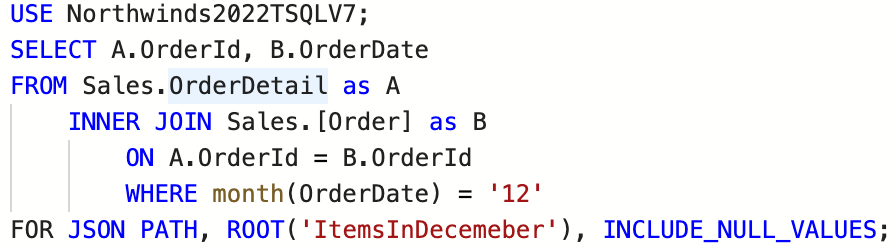 USE Northwinds2022TSQLV7;
SELECT A.OrderId, B.OrderDate
FROM Sales.OrderDetail as A
INNER JOIN Sales.[Order] as B
ON A.OrderId = B.OrderId
WHERE month(OrderDate) = '12'
FOR JSON PATH, ROOT('ItemsInDecemeber'), INCLUDE_NULL_VALUES;